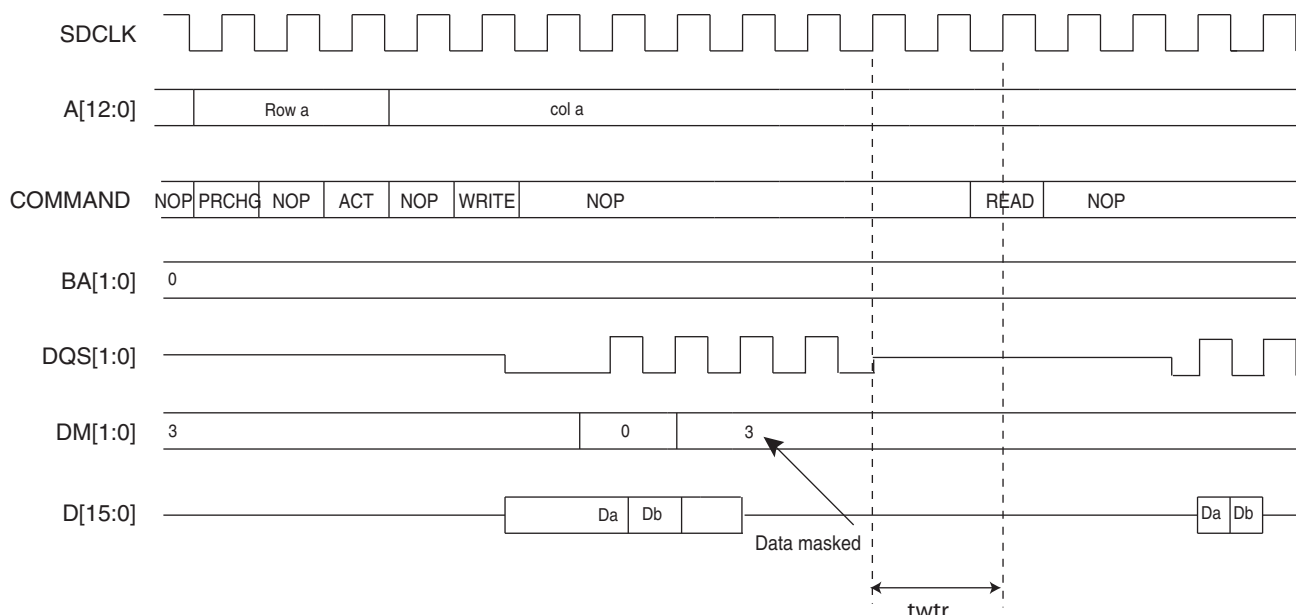 SDCLK
A[12:0] Row a col a
COMMAND NOP PRCHG NOP ACT NOP WRITE NOP READ NOP
BA[1:0] 0
DQS[1:0]
DM[1:0] 3 0 3
D[15:0] Da Db Da Db
Data masked
twtr